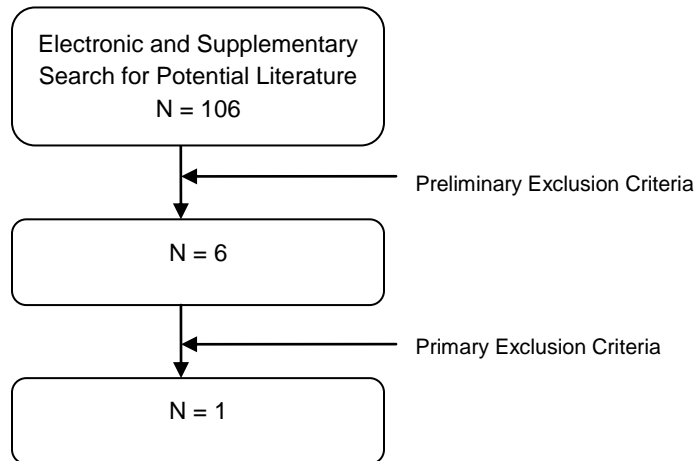 Electronic and Supplementary
Search for Potential Literature
N = 106
Preliminary Exclusion Criteria
N = 6
Primary Exclusion Criteria
N = 1